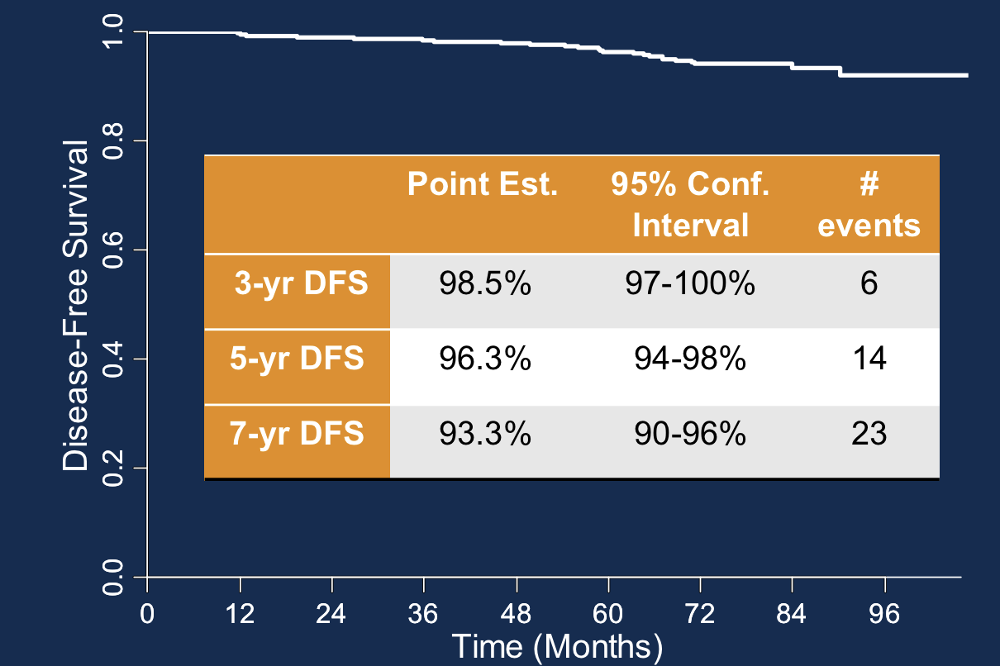 Disease-Free Survival
1.0
0.8
0.6
0.4
0.2
0.0
Point Est.
95% Conf.
Interval
#
events
3-yr DFS 98.5% 97-100% 6
5-yr DFS 96.3% 94-98% 14
7-yr DFS 93.3% 90-96% 23
0 12 24 36 48 60 72 84 96
Time (Months)